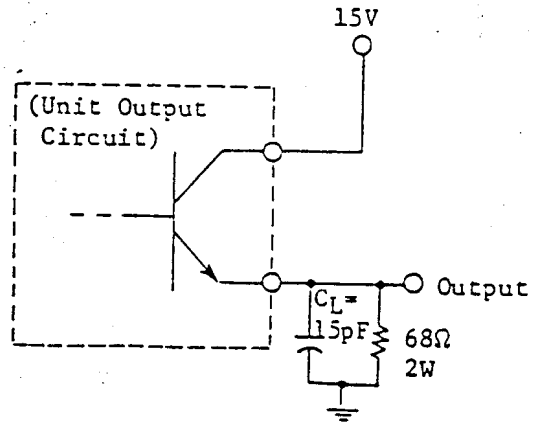 15V
(Unit Output
Circuit)
Output
CL=
15pF
68Ω
2W